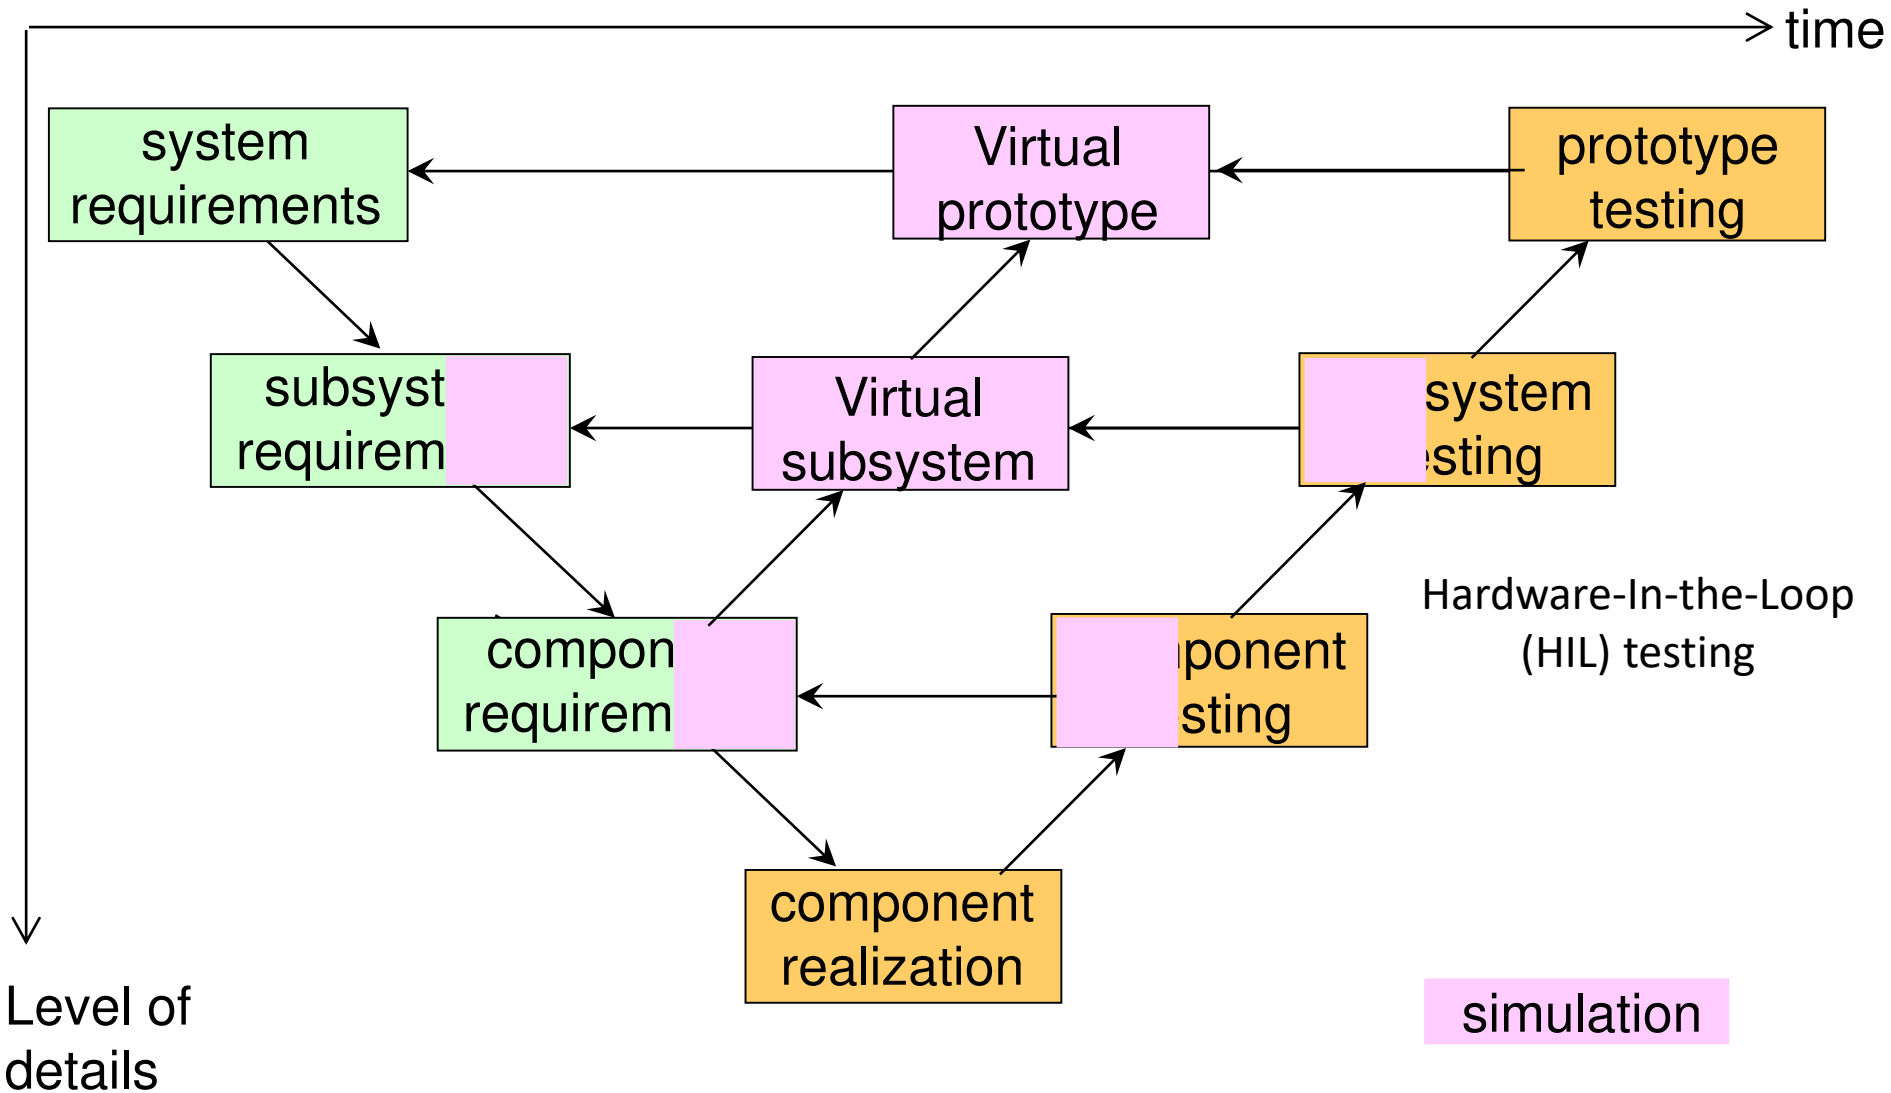 time
system
requirements
Virtual
prototype
prototype
testing
subsyst
requirem
Virtual
subsystem
system
sting
compon
requirem
ponent
sting
Hardware-In-the-Loop
(HIL) testing
component
realization
Level of
details
simulation